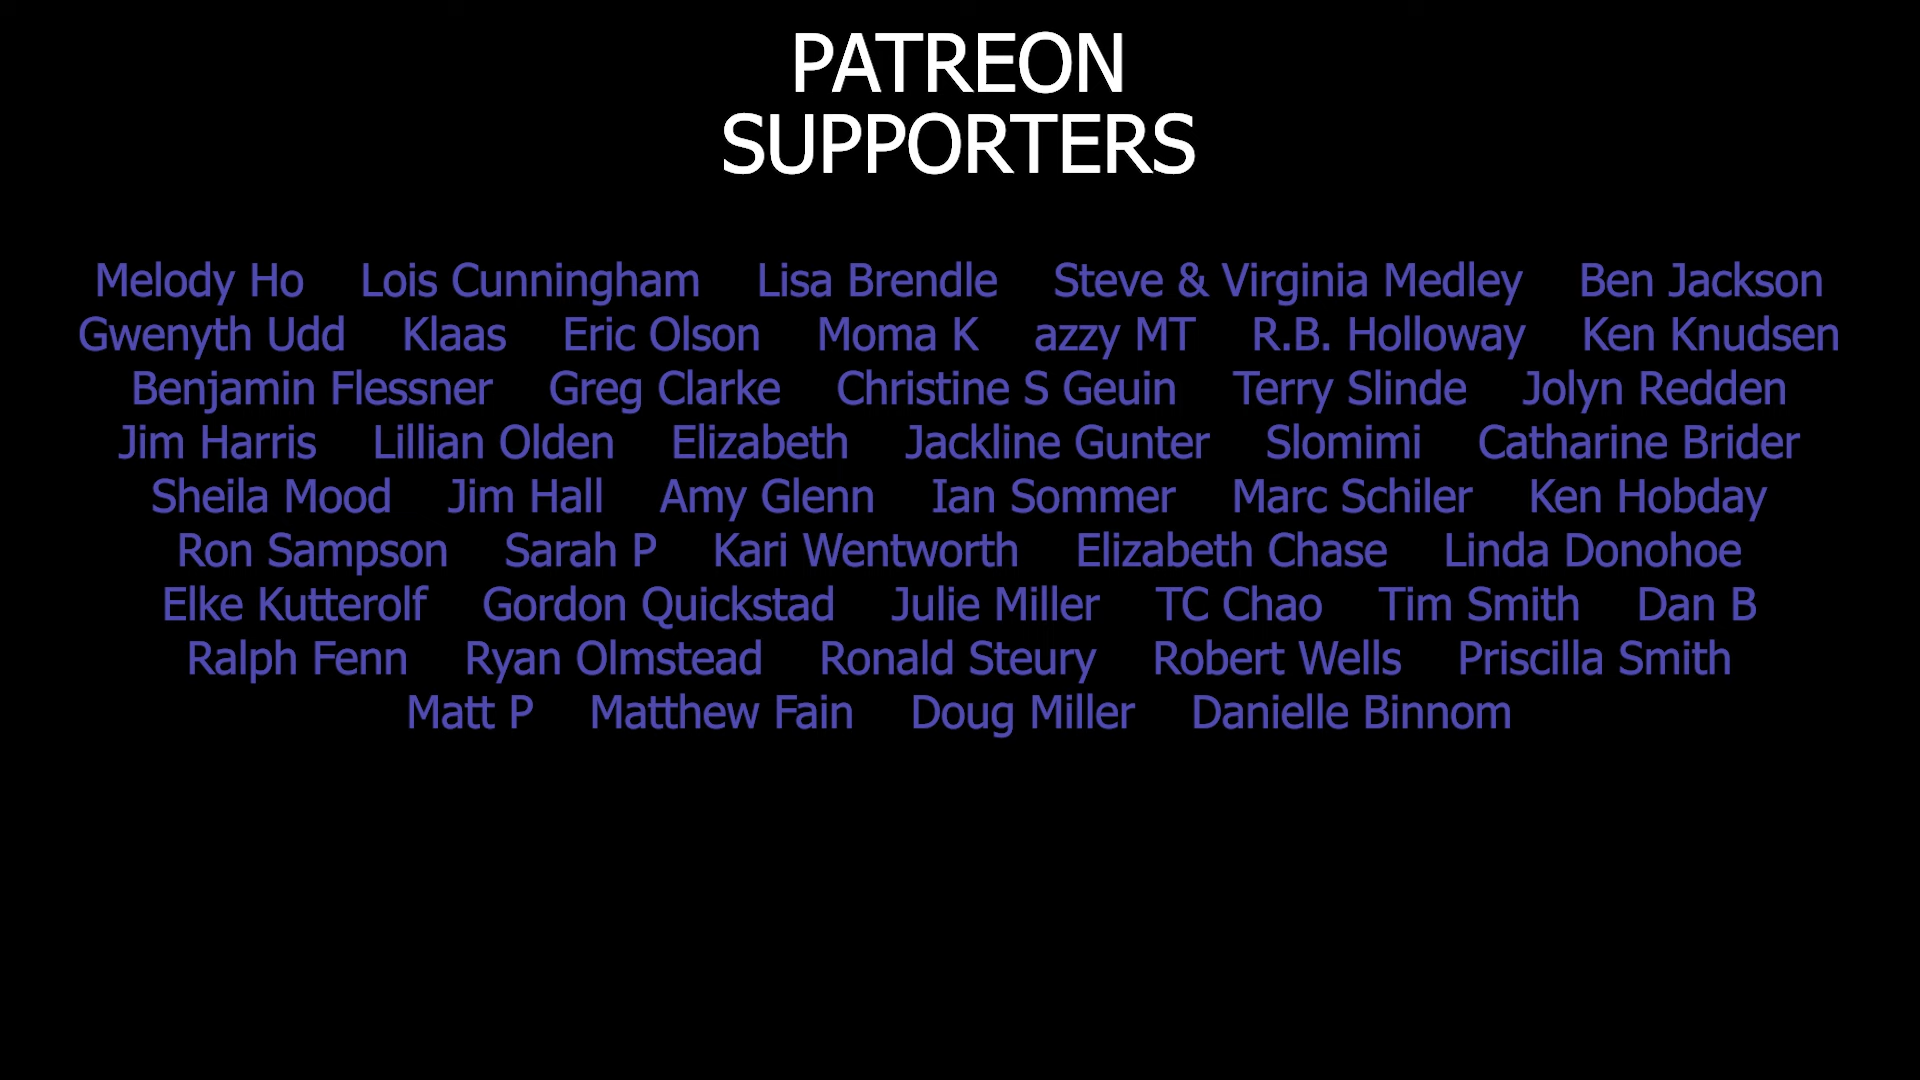 PATREON
SUPPORTERS
Melody Ho Lois Cunningham Lisa Brendle Steve & Virginia Medley Ben Jackson
Gwenyth Udd Klaas Eric Olson Moma K azzy MT R.B. Holloway Ken Knudsen
Benjamin Flessner Greg Clarke Christine S Geuin Terry Slinde Jolyn Redden
Jim Harris Lillian Olden Elizabeth Jackline Gunter Slomimi Catharine Brider
Sheila Mood Jim Hall Amy Glenn Ian Sommer Marc Schiler Ken Hobday
Ron Sampson Sarah P Kari Wentworth Elizabeth Chase Linda Donohoe
Elke Kutterolf Gordon Quickstad Julie Miller TC Chao Tim Smith Dan B
Ralph Fenn Ryan Olmstead Ronald Steury Robert Wells Priscilla Smith
Matt P Matthew Fain Doug Miller Danielle Binnom